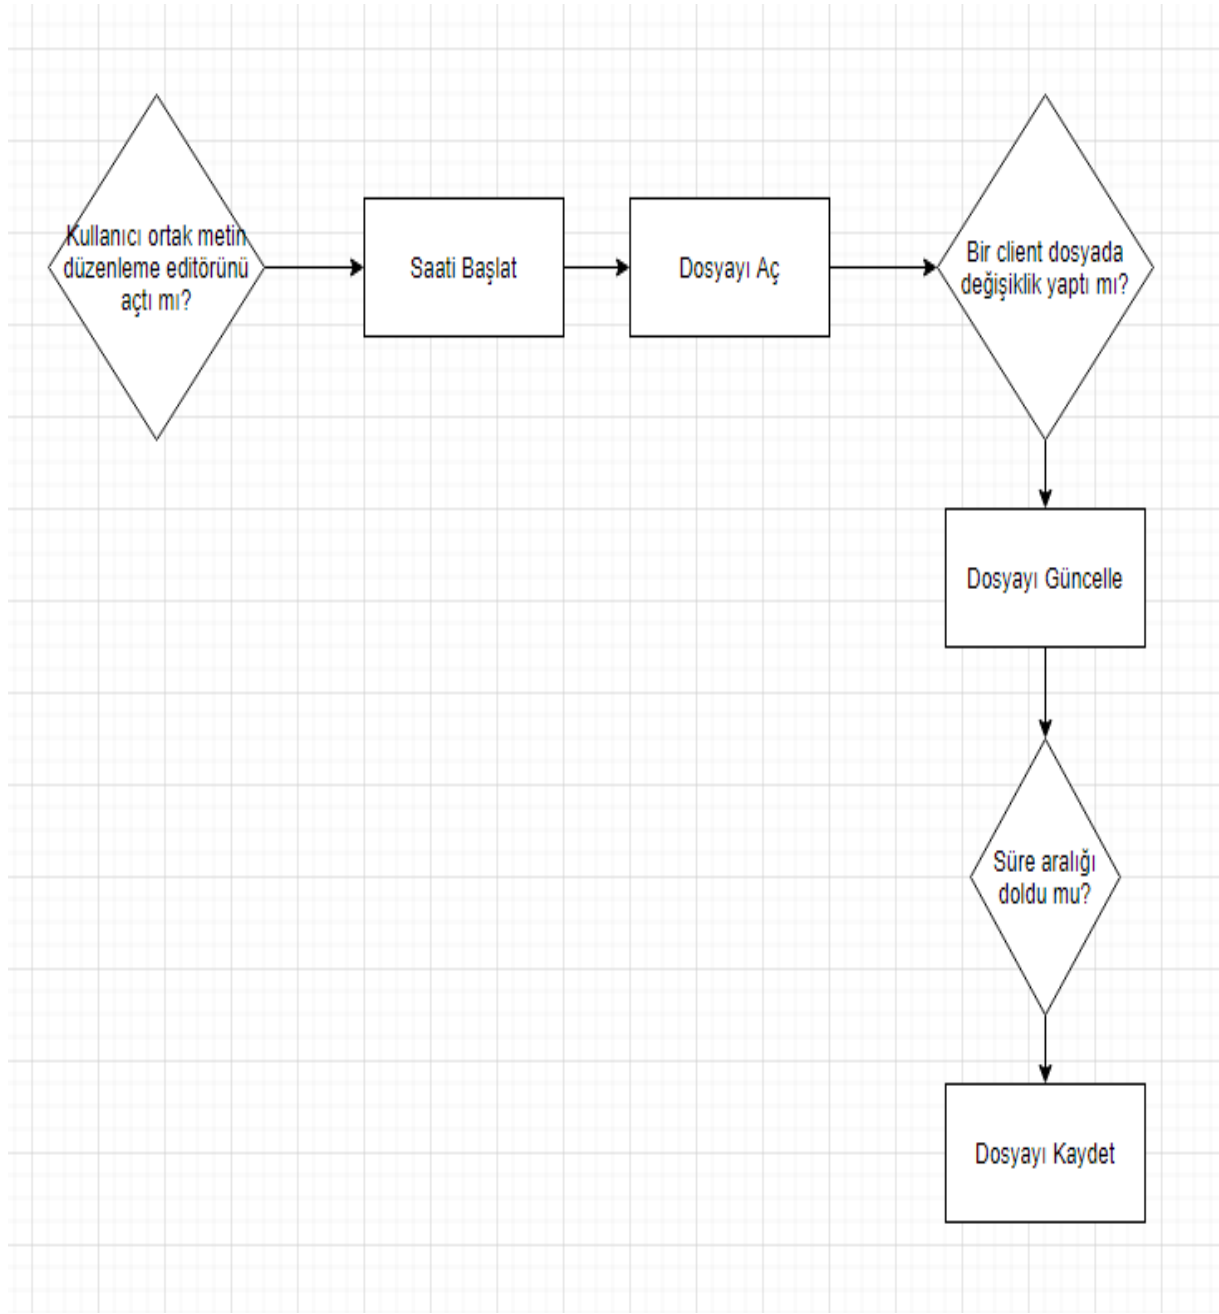 Kullanıcı ortak metin
düzenleme editörünü
açtı mı?
Saati Başlat
Dosyayı Aç
Bir client dosyada
değişiklik yaptı mı?
Dosyayı Güncelle
Süre aralığı
doldu mu?
Dosyayı Kaydet